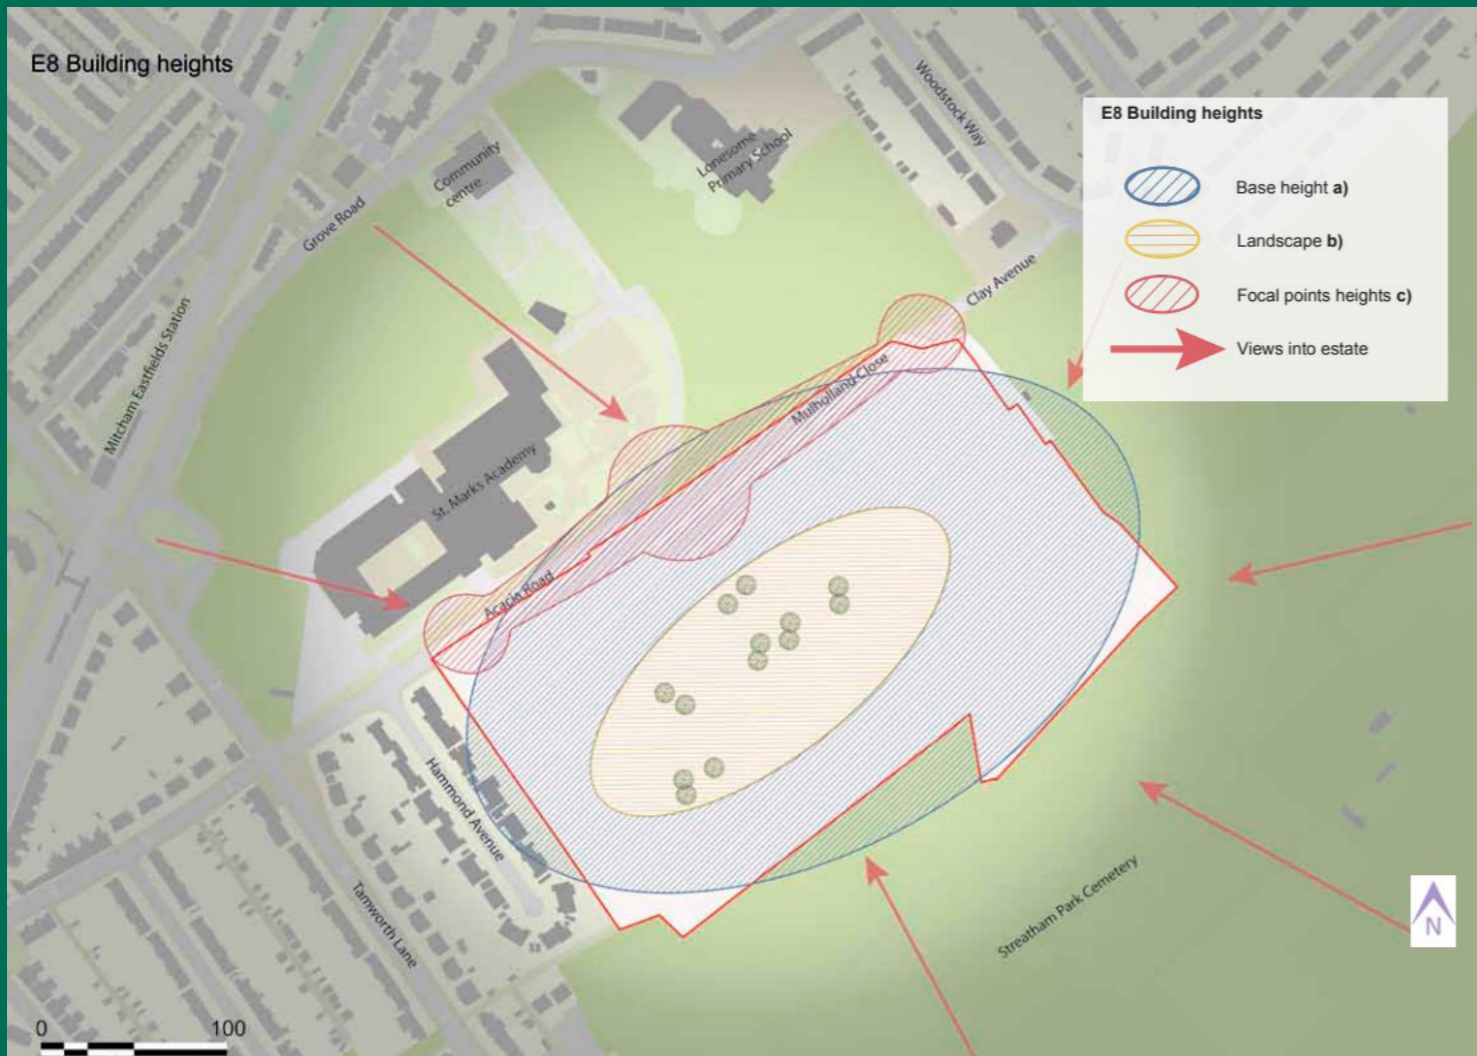 E8 Building heights
E8 Building heights
Base height a)
Landscape b)
Focal points heights c)
Views into estate
Woodstock Way
Lonesome
Primary School
Community
centre
Grove Road
Clay Avenue
Mitcham Eastfields Station
Mulholland Close
St. Marks Academy
Acacia Road
Hammond Avenue
Tamworth Lane
Streatham Park Cemetery
N
0 100